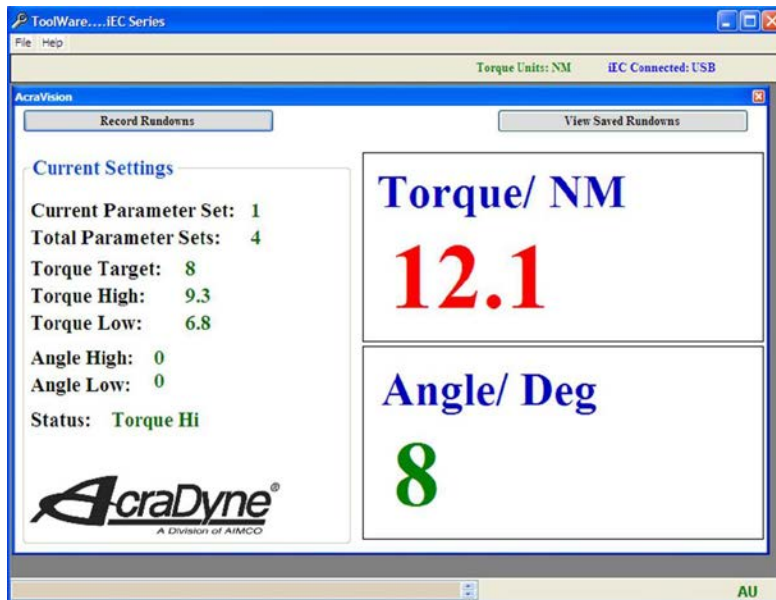 ToolWare....iEC Series
File Help
Torque Units: NM iEC Connected: USB
AcraVision
Record Rundowns View Saved Rundowns
Current Settings
Current Parameter Set: 1
Total Parameter Sets: 4
Torque Target: 8
Torque High: 9.3
Torque Low: 6.8
Angle High: 0
Angle Low: 0
Status: Torque Hi
AcraDyne®
A Division of AIMCO
Torque/ NM
12.1
Angle/ Deg
8
AU